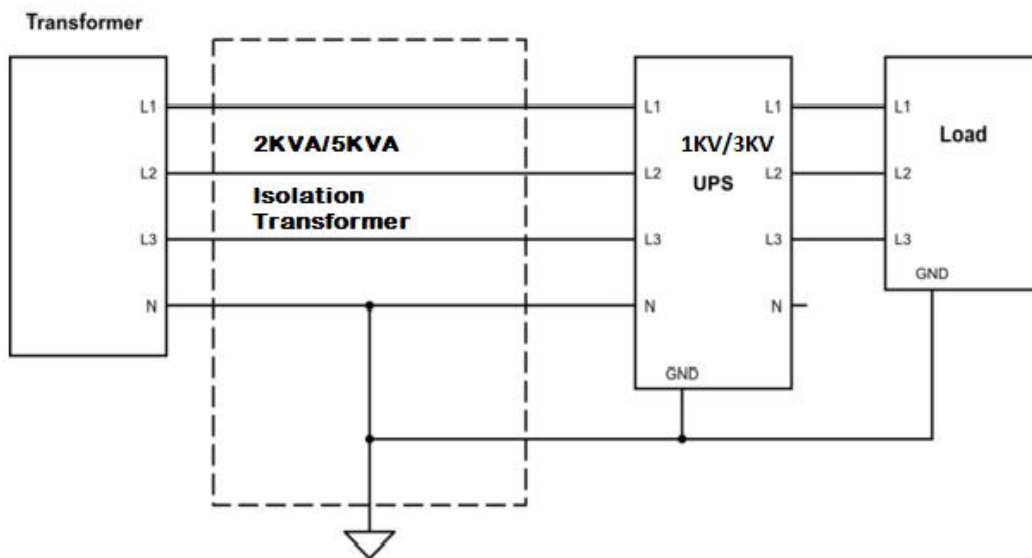 Transformer
L1
L1
L1
L1
2KVA/5KVA
1KV/3KV
Load
L2
L2
UPS
L2
L2
Isolation
Transformer
L3
L3
L3
L3
GND
N
N
N
GND